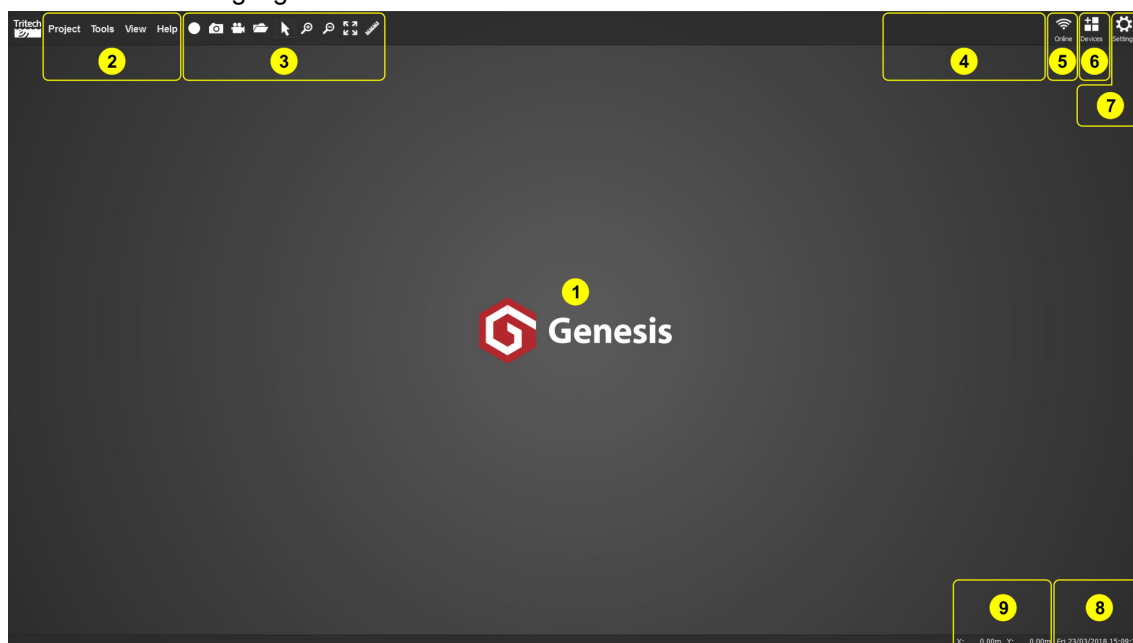 Tritech
Project Tools View Help
Online Devices Setting
2 3 4 5 6
7
1
Genesis
9 8
X: 0.00m Y: 0.00m Fri 23/03/2018 15:09: